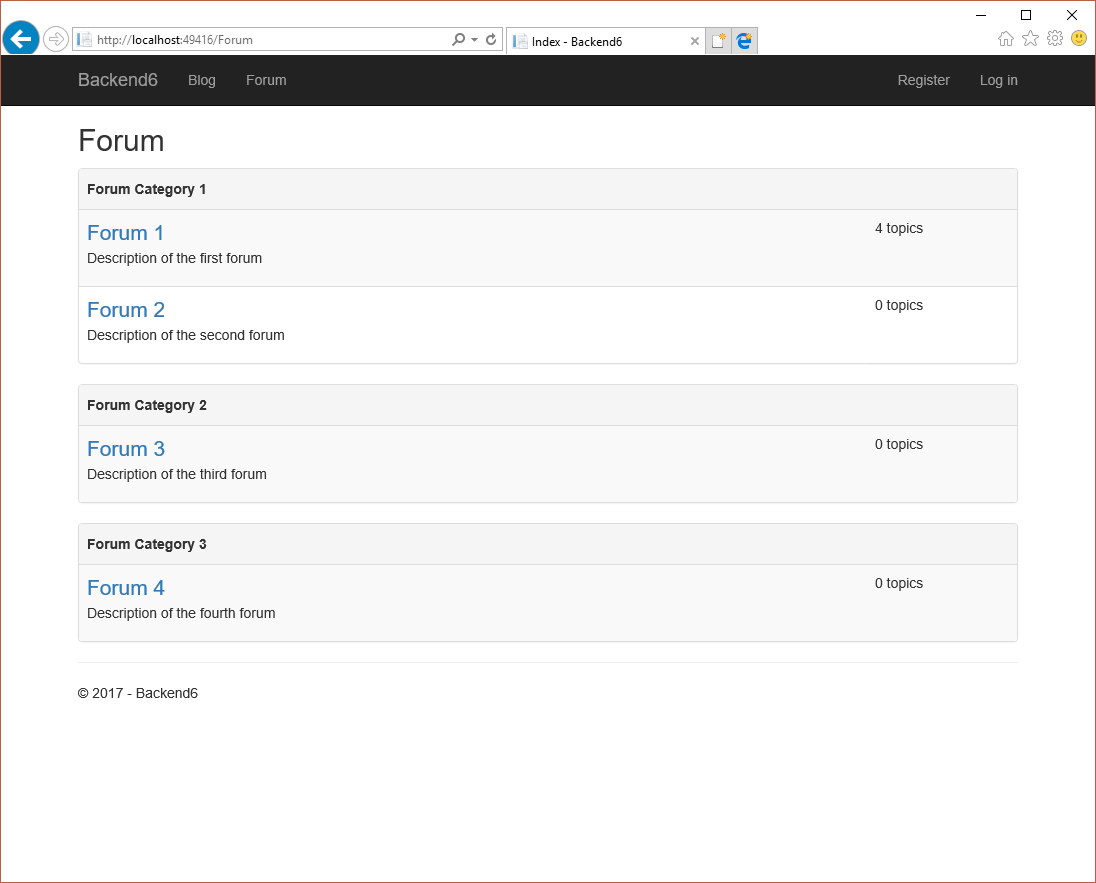 http://localhost:49416/Forum
Index - Backend6
Backend6 Blog Forum Register Log in
Forum
Forum Category 1
Forum 1 4 topics
Description of the first forum
Forum 2 0 topics
Description of the second forum
Forum Category 2
Forum 3 0 topics
Description of the third forum
Forum Category 3
Forum 4 0 topics
Description of the fourth forum
© 2017 - Backend6